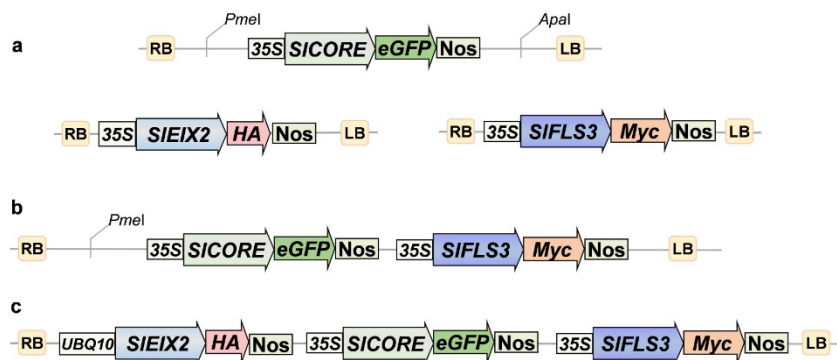 PmeI ApaI
a RB 35S SlCORE eGFP Nos LB
RB 35S SlEIX2 HA Nos LB RB 35S SlFLS3 Myc Nos LB
b PmeI
RB 35S SlCORE eGFP Nos 35S SlFLS3 Myc Nos LB
c
RB UBQ10 SlEIX2 HA Nos 35S SlCORE eGFP Nos 35S SlFLS3 Myc Nos LB